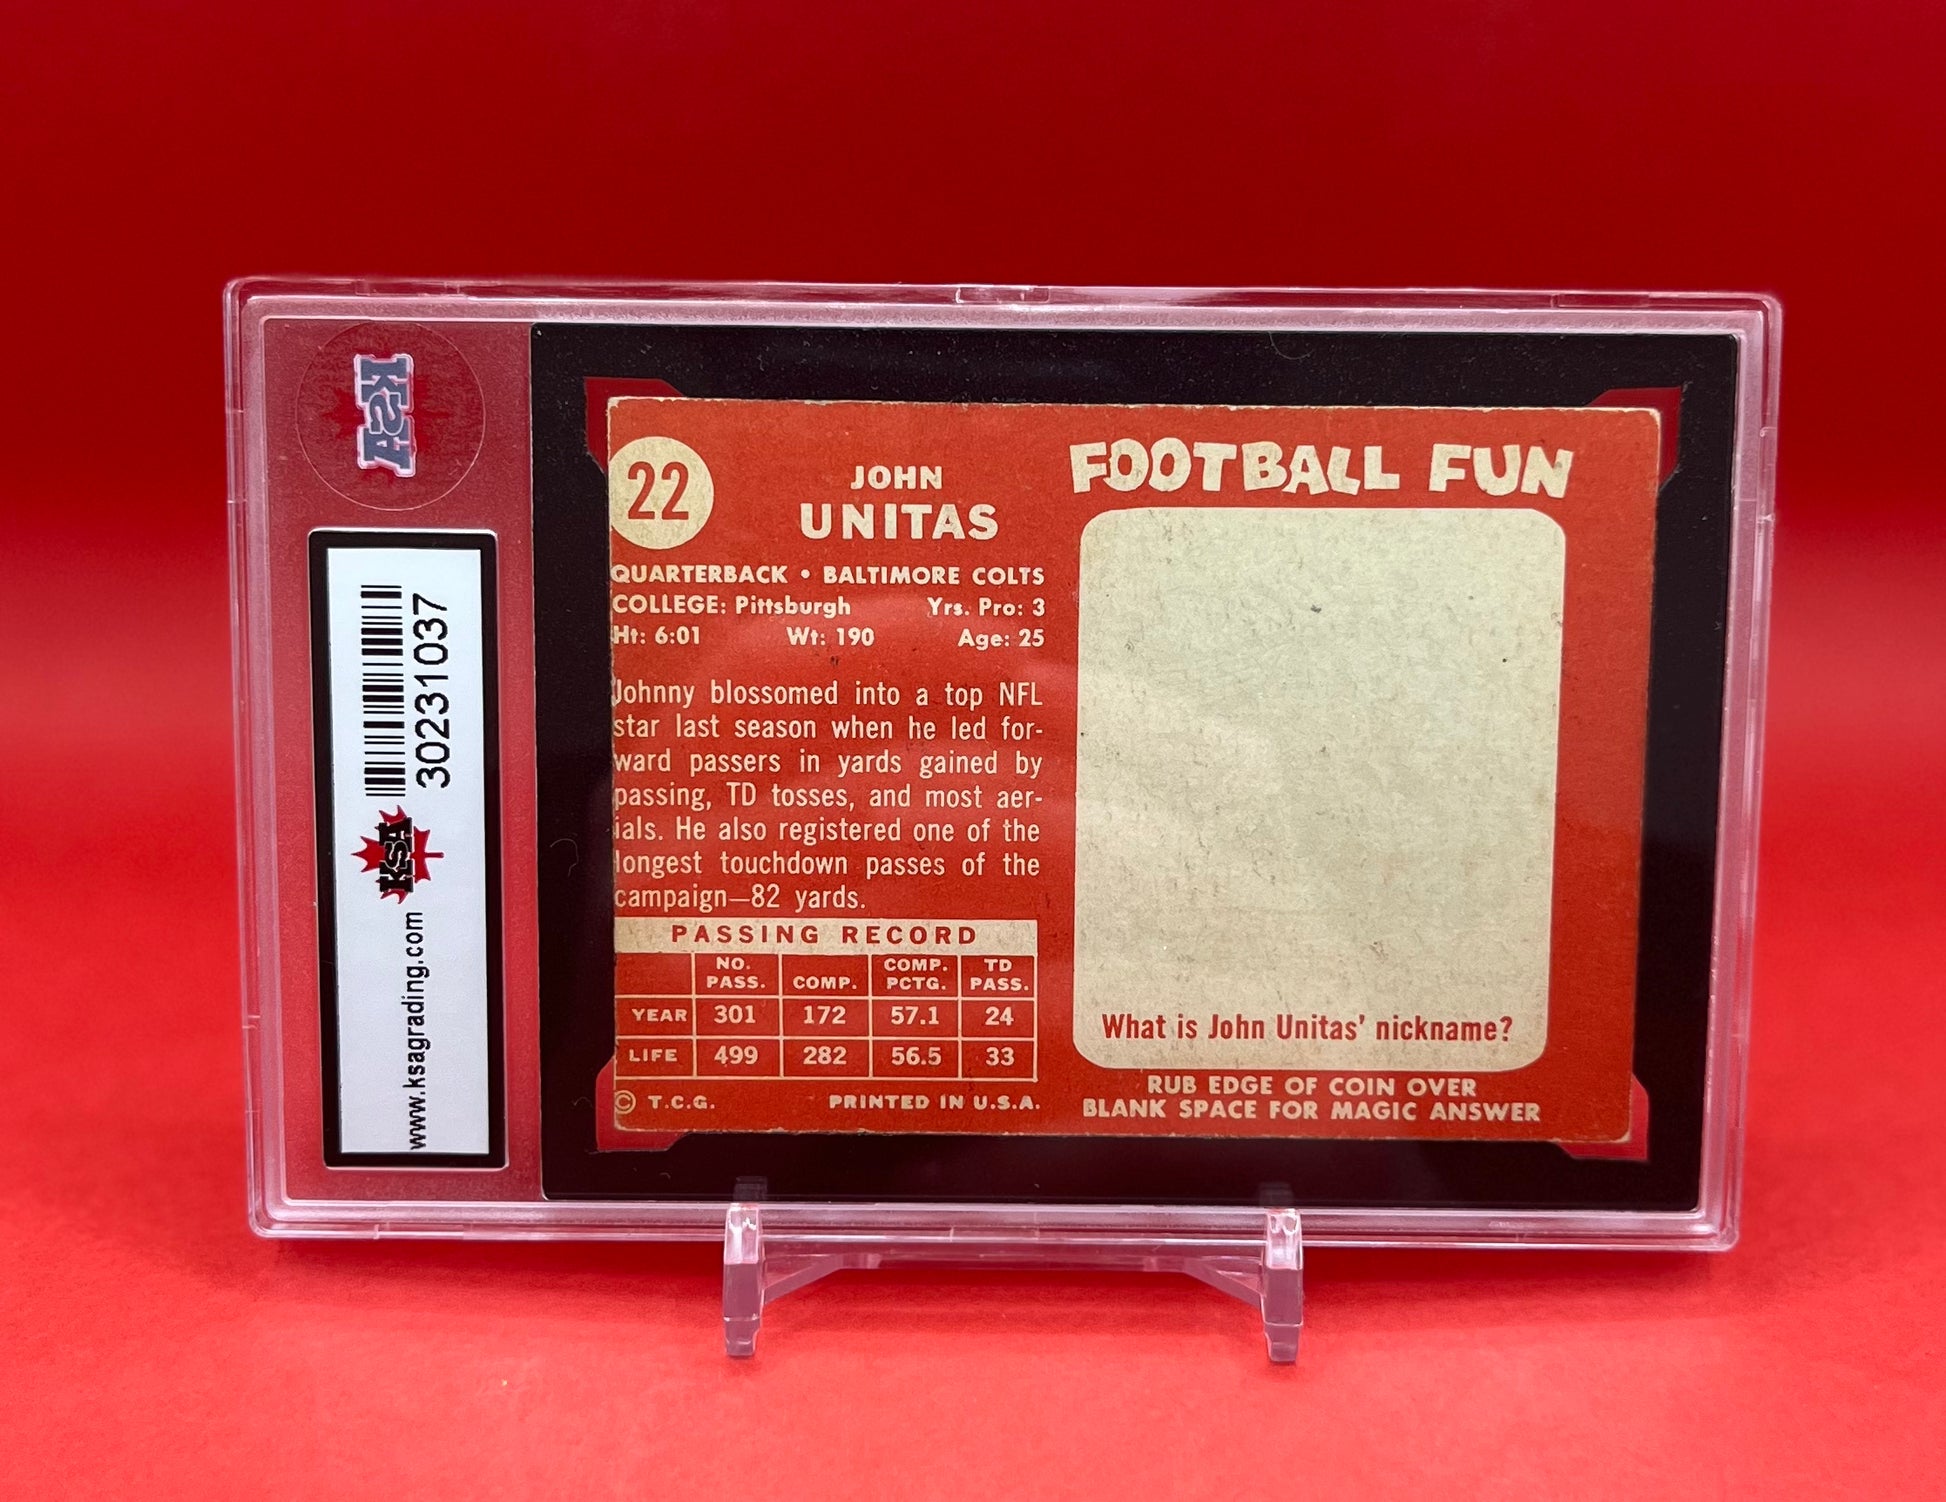 KSA
30231037
KSA
www.ksagrading.com
22
JOHN
UNITAS
QUARTERBACK • BALTIMORE COLTS
COLLEGE: Pittsburgh Yrs. Pro: 3
Ht: 6:01 Wt: 190 Age: 25
Johnny blossomed into a top NFL
star last season when he led for-
ward passers in yards gained by
passing, TD tosses, and most aer-
ials. He also registered one of the
longest touchdown passes of the
campaign—82 yards.
PASSING RECORD
NO. PASS. COMP. COMP. PCTG. TD PASS.
YEAR 301 172 57.1 24
LIFE 499 282 56.5 33
© T.C.G. PRINTED IN U.S.A.
FOOTBALL FUN
What is John Unitas' nickname?
RUB EDGE OF COIN OVER
BLANK SPACE FOR MAGIC ANSWER